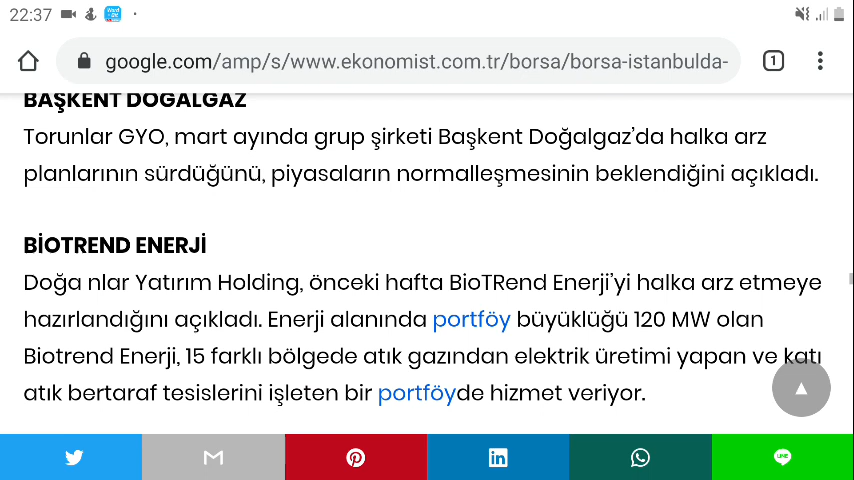 22:37
google.com/amp/s/www.ekonomist.com.tr/borsa/borsa-istanbulda-
1
BAŞKENT DOĞALGAZ
Torunlar GYO, mart ayında grup şirketi Başkent Doğalgaz'da halka arz
planlarının sürdüğünü, piyasaların normalleşmesinin beklendiğini açıkladı.
BİOTREND ENERJİ
Doğa nlar Yatırım Holding, önceki hafta BioTRend Enerji'yi halka arz etmeye
hazırlandığını açıkladı. Enerji alanında portföy büyüklüğü 120 MW olan
Biotrend Enerji, 15 farklı bölgede atık gazından elektrik üretimi yapan ve katı
atık bertaraf tesislerini işleten bir portföyde hizmet veriyor.
LINE